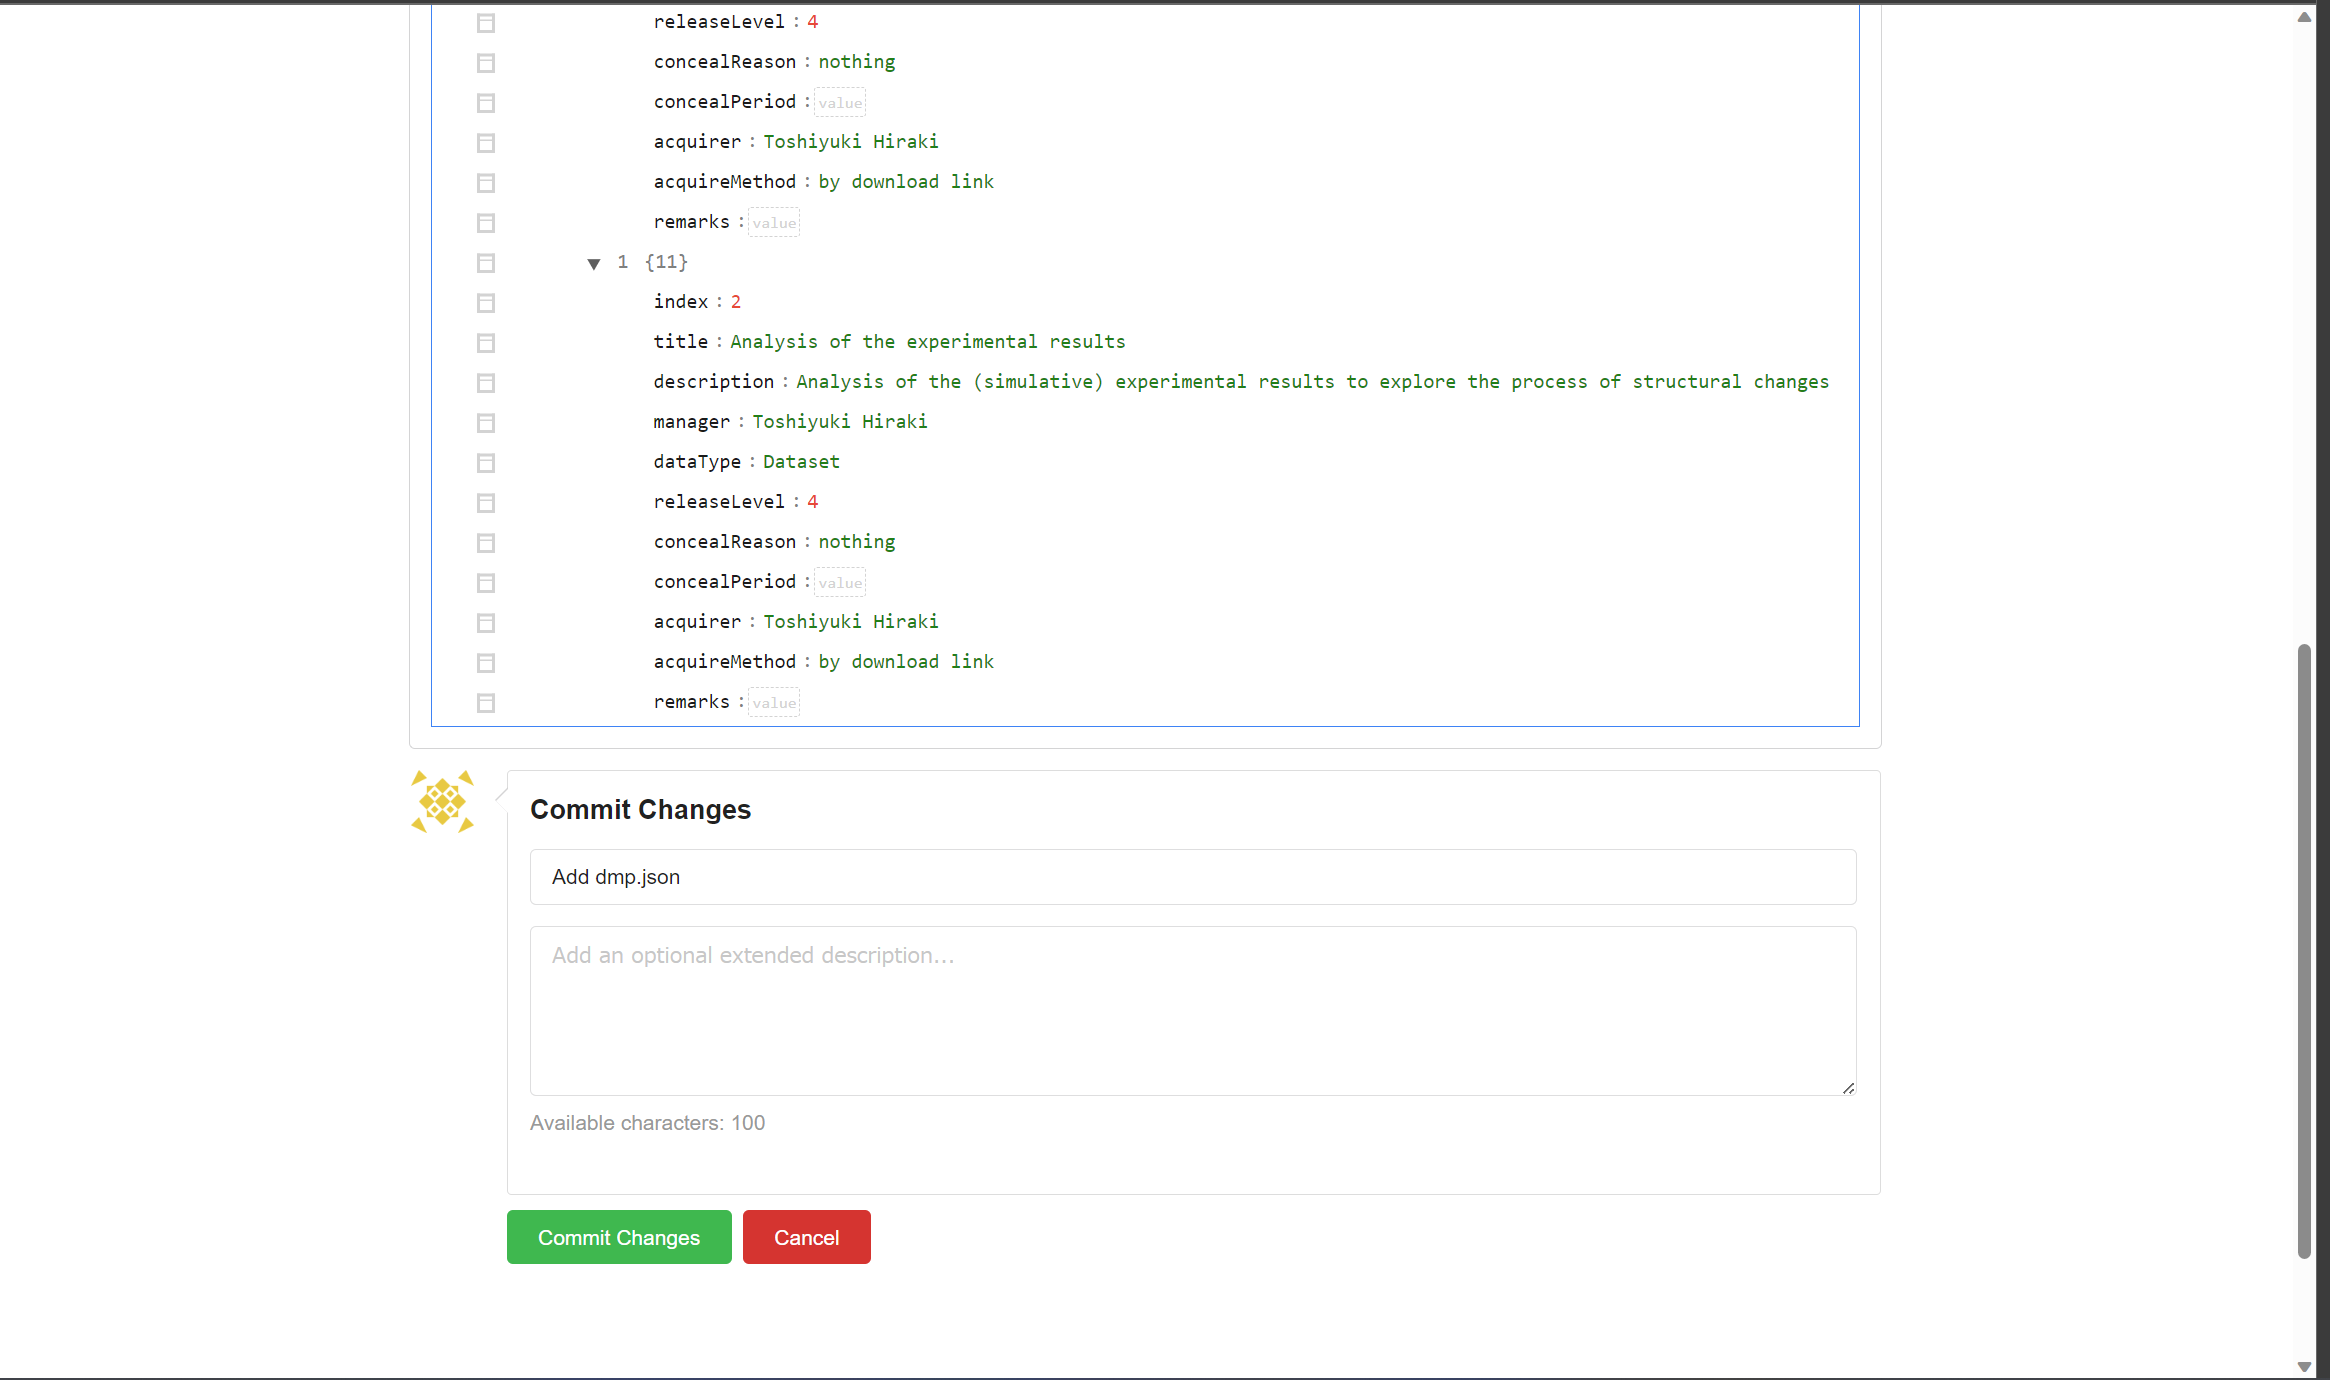 releaseLevel : 4
concealReason : nothing
concealPeriod : value
acquirer : Toshiyuki Hiraki
acquireMethod : by download link
remarks : value
▼ 1 {11}
index : 2
title : Analysis of the experimental results
description : Analysis of the (simulative) experimental results to explore the process of structural changes
manager : Toshiyuki Hiraki
dataType : Dataset
releaseLevel : 4
concealReason : nothing
concealPeriod : value
acquirer : Toshiyuki Hiraki
acquireMethod : by download link
remarks : value
Commit Changes
Add dmp.json
Add an optional extended description...
Available characters: 100
Commit Changes Cancel